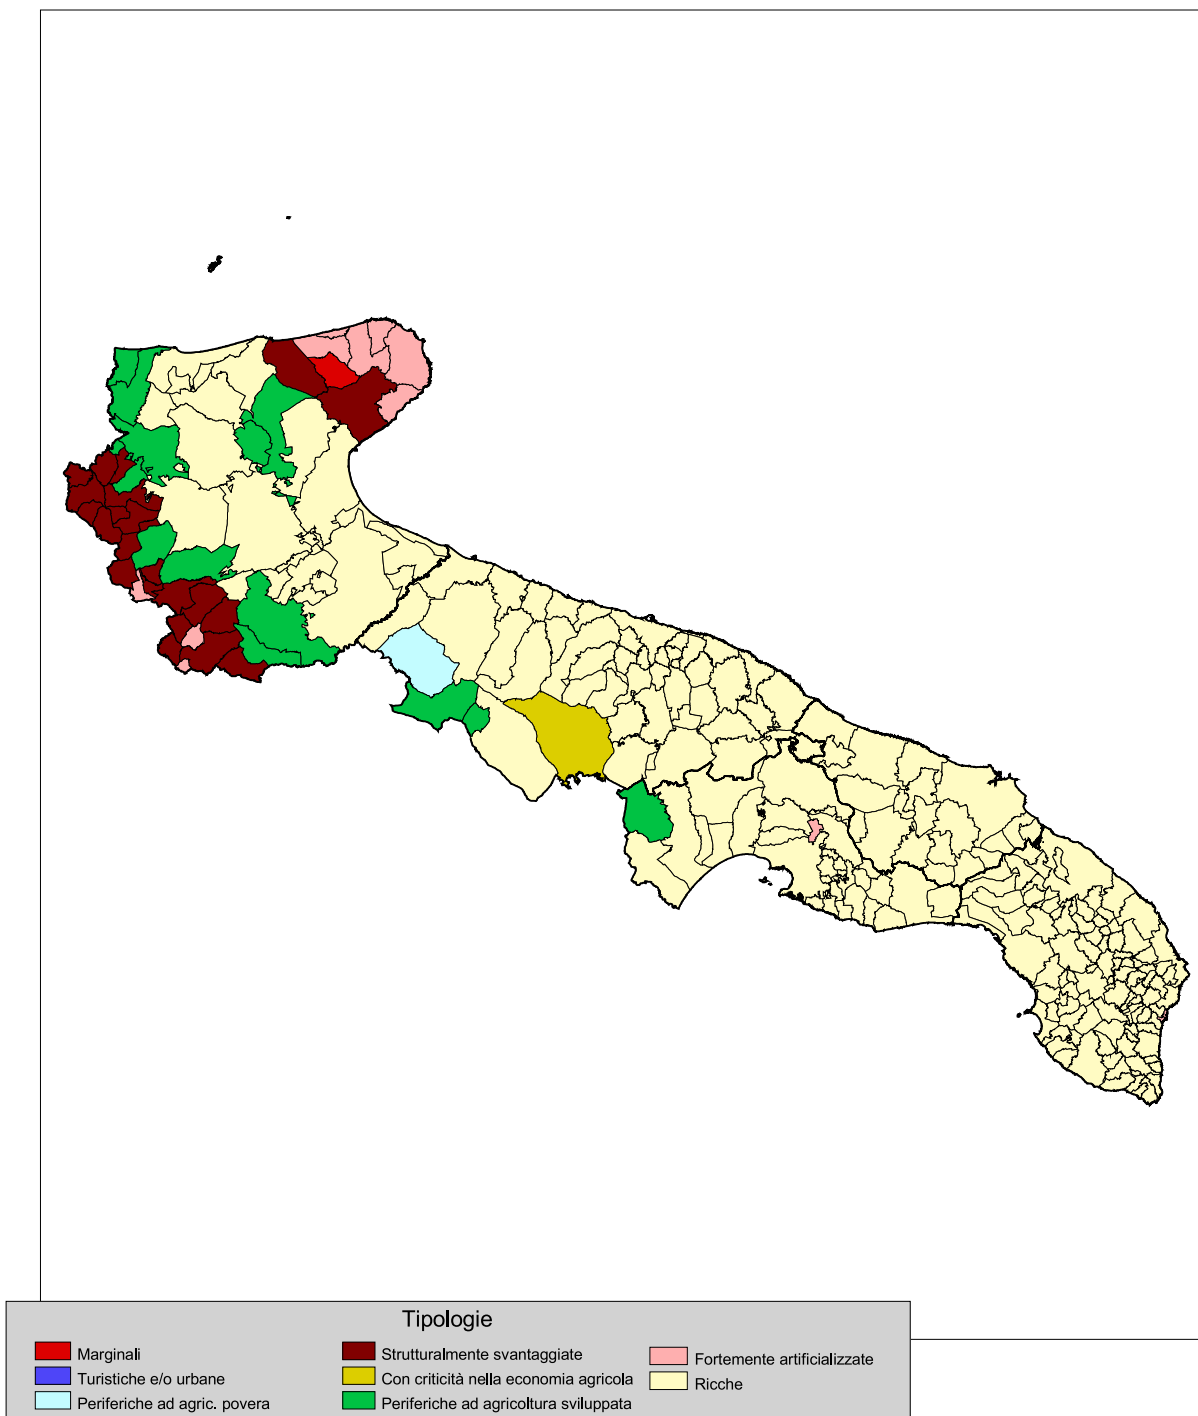 Tipologie
Marginali
Turistiche e/o urbane
Periferiche ad agric. povera
Strutturalmente svantaggiate
Con criticità nella economia agricola
Periferiche ad agricoltura sviluppata
Fortemente artificializzate
Ricche